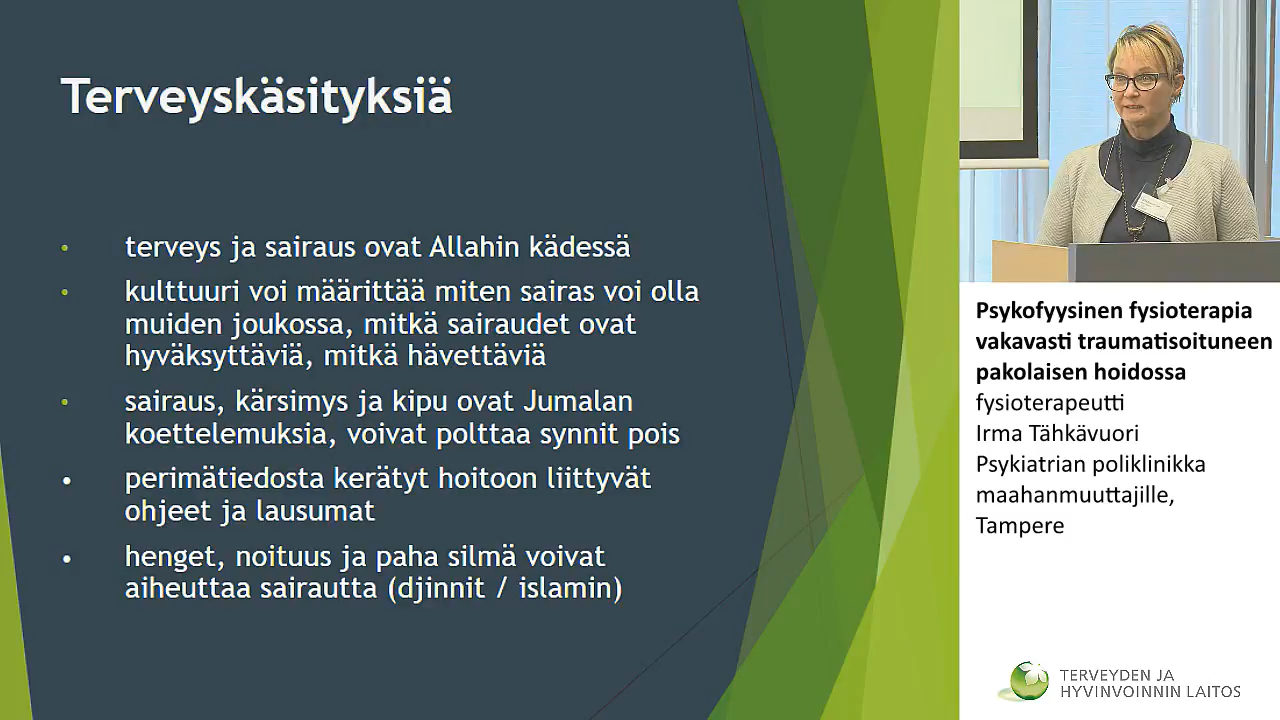 Terveyskäsityksiä
• terveys ja sairaus ovat Allahin kädessä
• kulttuuri voi määrittää miten sairas voi olla
muiden joukossa, mitkä sairaudet ovat
hyväksyttäviä, mitkä hävettäviä
• sairaus, kärsimys ja kipu ovat Jumalan
koettelemuksia, voivat polttaa synnit pois
• perimätiedosta kerätyt hoitoon liittyvät
ohjeet ja lausumat
• henget, noituus ja paha silmä voivat
aiheuttaa sairautta (djinnit / islamin)
Psykofyysinen fysioterapia
vakavasti traumatisoituneen
pakolaisen hoidossa
fysioterapeutti
Irma Tähkävuori
Psykiatrian poliklinikka
maahanmuuttajille,
Tampere
TERVEYDEN JA
HYVINVOINNIN LAITOS